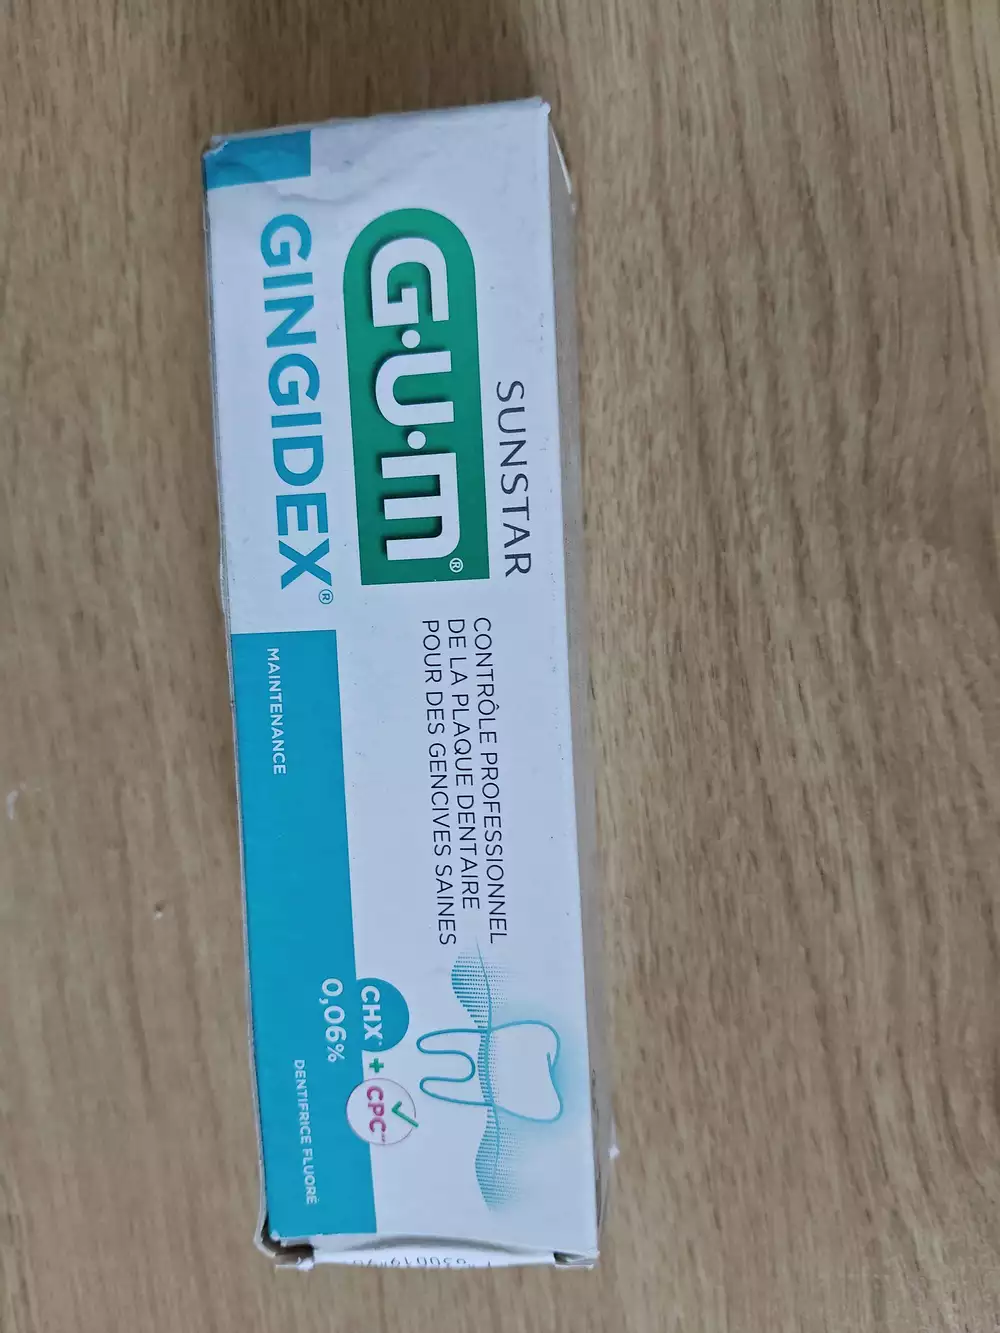 SUNSTAR
G·U·M®
GINGIDEX®
CONTRÔLE PROFESSIONNEL
DE LA PLAQUE DENTAIRE
POUR DES GENCIVES SAINES
MAINTENANCE
CHX* + CPC**
0,06%
DENTIFRICE FLUORÉ